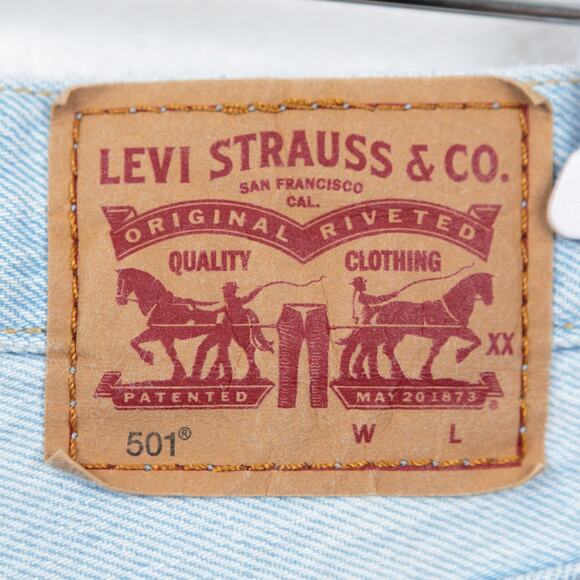 LEVI STRAUSS & CO.
SAN FRANCISCO
CAL.
ORIGINAL RIVETED
QUALITY CLOTHING
XX
PATENTED MAY 20 1873 ®
501® W L